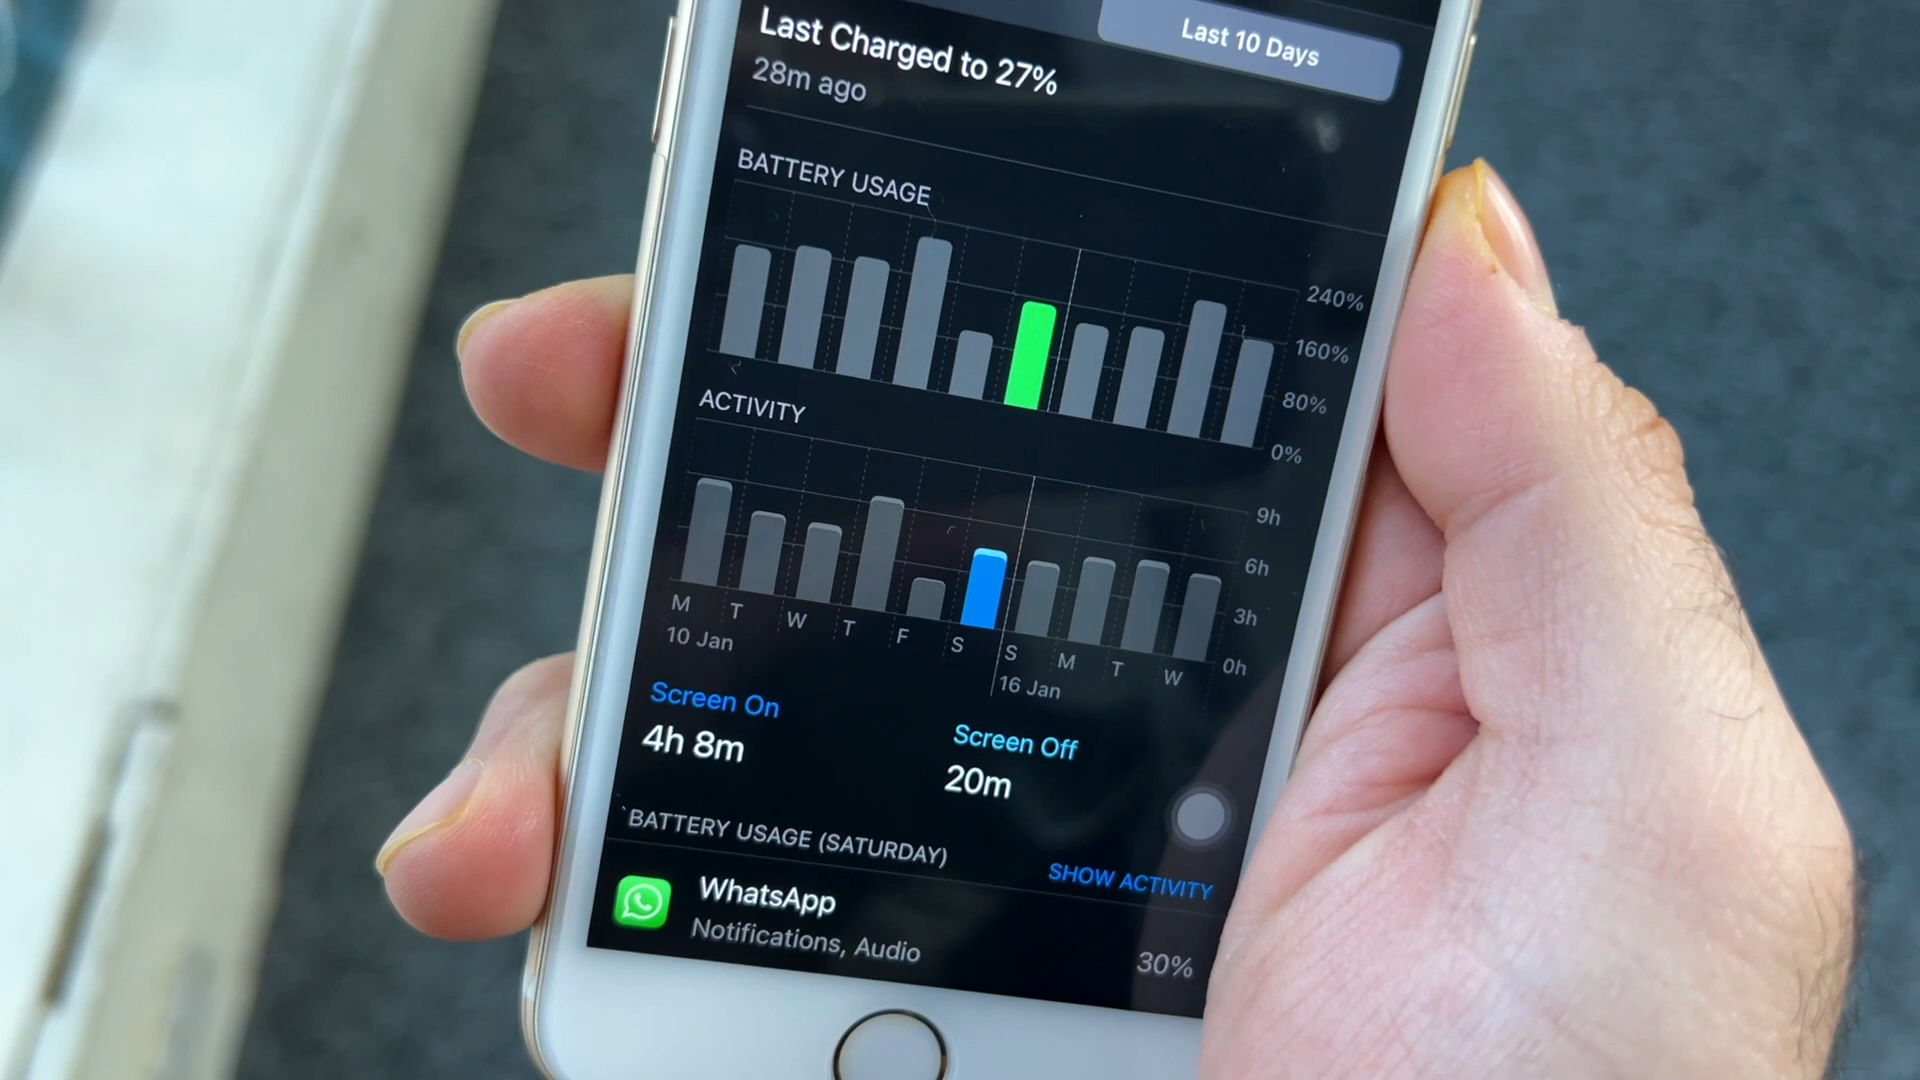 Last 10 Days
Last Charged to 27%
28m ago
BATTERY USAGE
240%
160%
80%
0%
ACTIVITY
9h
6h
3h
0h
M T W T F S S M T W
10 Jan 16 Jan
Screen On Screen Off
4h 8m 20m
BATTERY USAGE (SATURDAY) SHOW ACTIVITY
WhatsApp
Notifications, Audio 30%